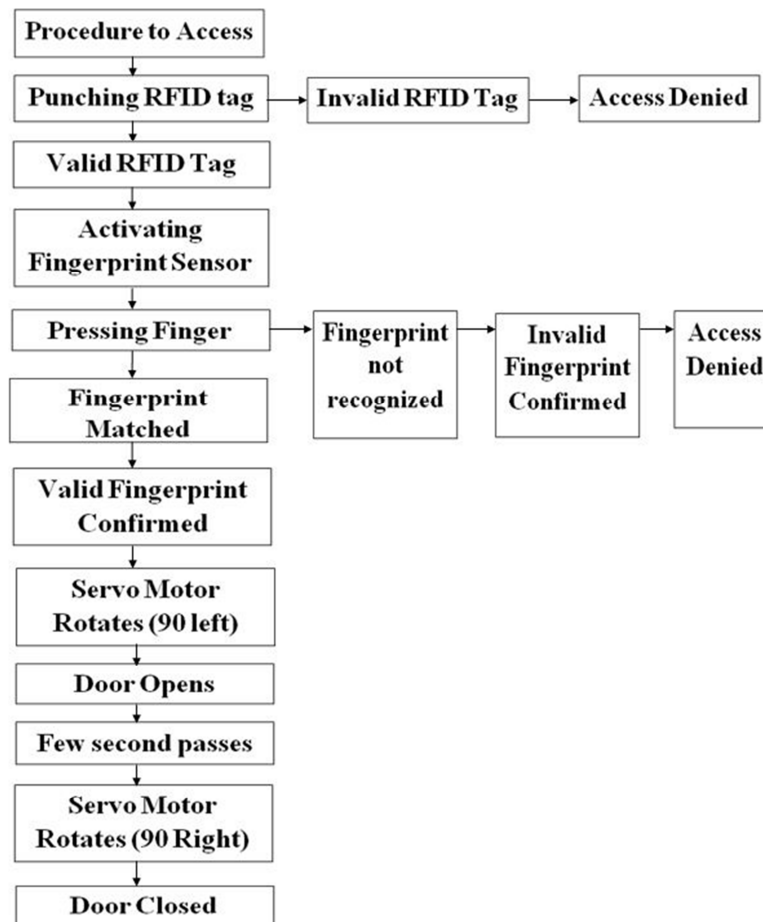 Procedure to Access
Punching RFID tag
Invalid RFID Tag
Access Denied
Valid RFID Tag
Activating
Fingerprint Sensor
Pressing Finger
Fingerprint
not
recognized
Invalid
Fingerprint
Confirmed
Access
Denied
Fingerprint
Matched
Valid Fingerprint
Confirmed
Servo Motor
Rotates (90 left)
Door Opens
Few second passes
Servo Motor
Rotates (90 Right)
Door Closed